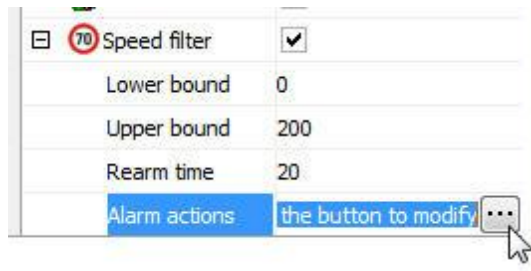 70 Speed filter
Lower bound 0
Upper bound 200
Rearm time 20
Alarm actions the button to modify ...